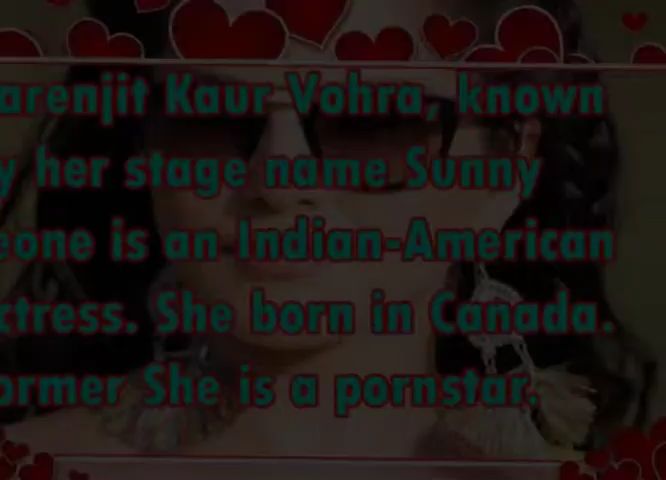 arenjit Kaur Vohra, known
y her stage name Sunny
eone is an Indian-American
ctress. She born in Canada.
ormer She is a pornstar.